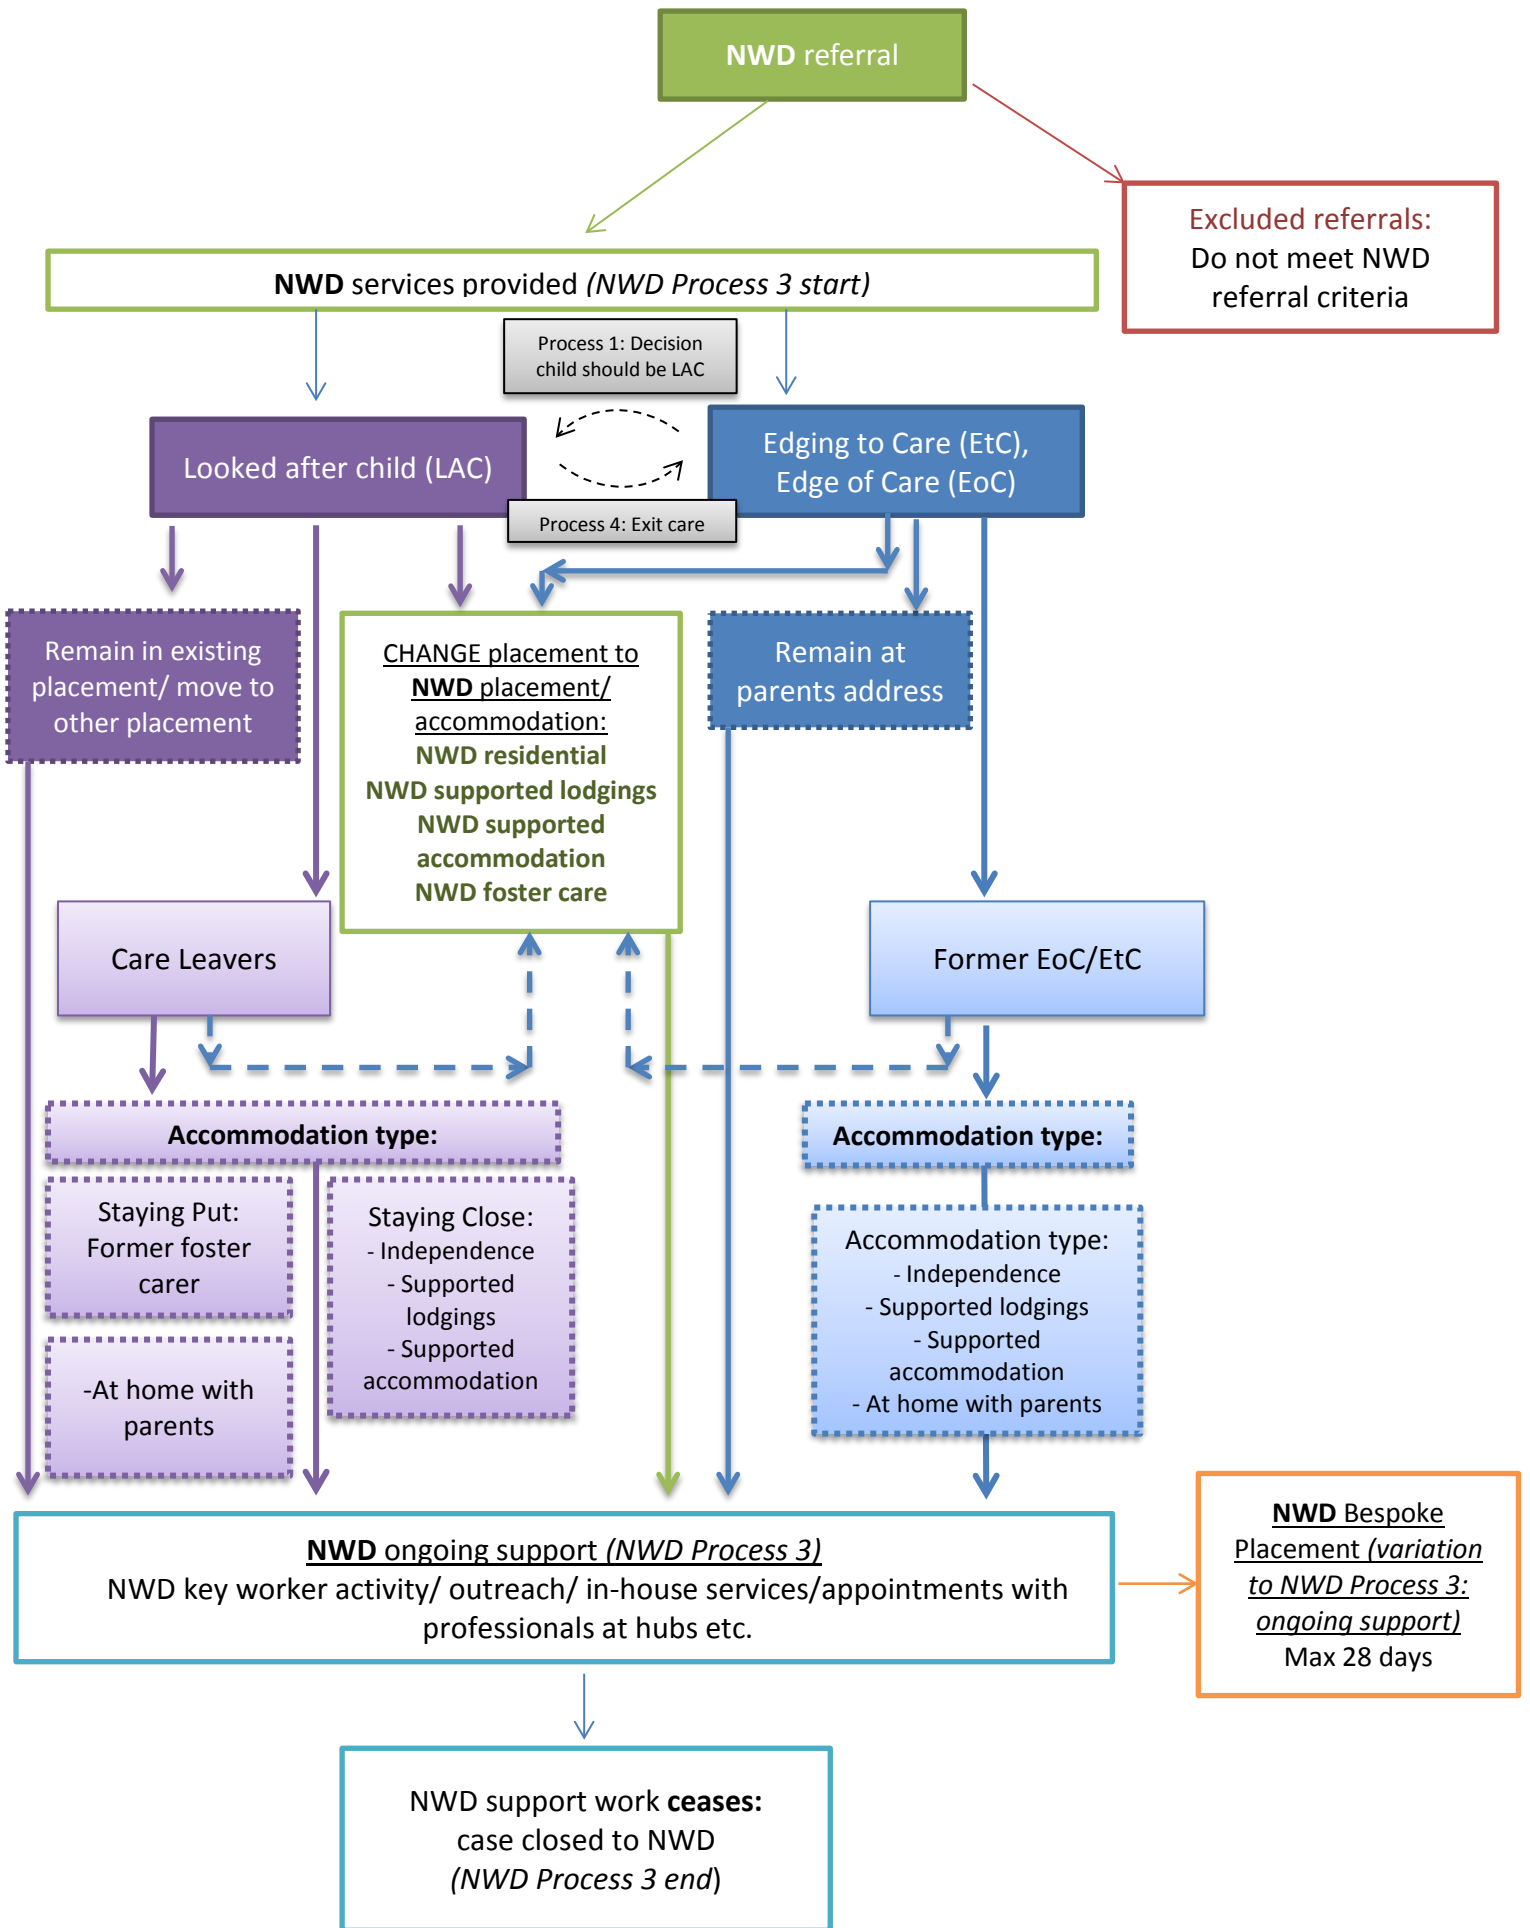 NWD referral
Excluded referrals:
Do not meet NWD
referral criteria
NWD services provided (NWD Process 3 start)
Process 1: Decision
child should be LAC
Looked after child (LAC)
Edging to Care (EtC),
Edge of Care (EoC)
Process 4: Exit care
Remain in existing
placement/ move to
other placement
CHANGE placement to
NWD placement/
accommodation:
NWD residential
NWD supported lodgings
NWD supported
accommodation
NWD foster care
Remain at
parents address
Care Leavers
Former EoC/EtC
Accommodation type:
Staying Put:
Former foster
carer
-At home with
parents
Staying Close:
- Independence
- Supported
lodgings
- Supported
accommodation
Accommodation type:
Accommodation type:
- Independence
- Supported lodgings
- Supported
accommodation
- At home with parents
NWD ongoing support (NWD Process 3)
NWD key worker activity/ outreach/ in-house services/appointments with
professionals at hubs etc.
NWD Bespoke
Placement (variation
to NWD Process 3:
ongoing support)
Max 28 days
NWD support work ceases:
case closed to NWD
(NWD Process 3 end)